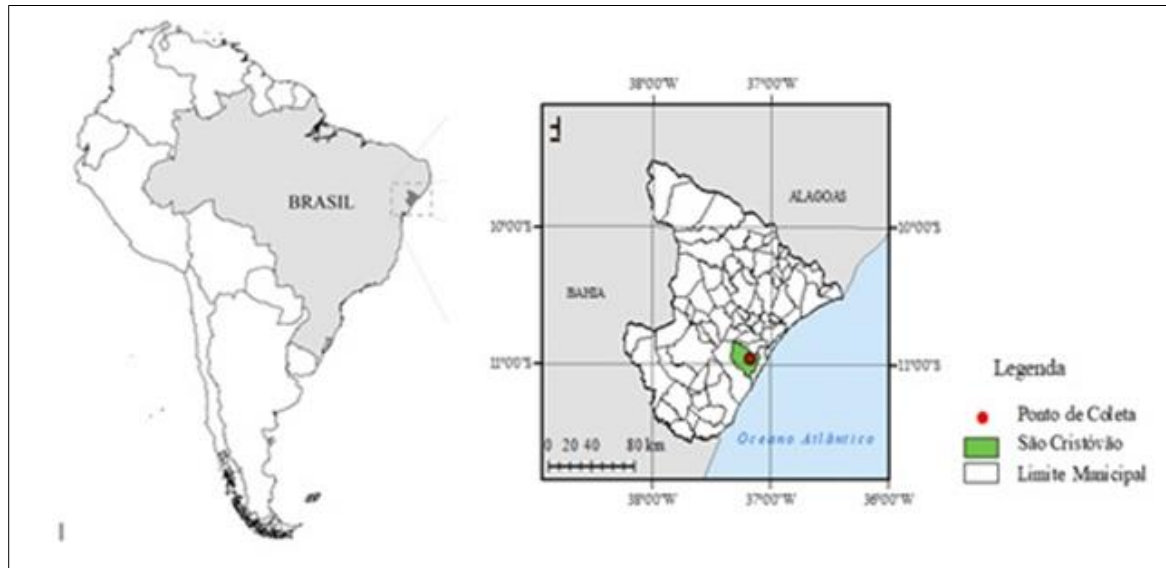 BRASIL
38°00"W 37°00"W
ALAGOAS
10°00"S 10°00"S
BAHIA
11°00"S 11°00"S
Oceano Atlântico
0 20 40 80 km
38°00"W 37°00"W 36°00"W
Legenda
Ponto de Coleta
São Cristóvão
Limite Municipal